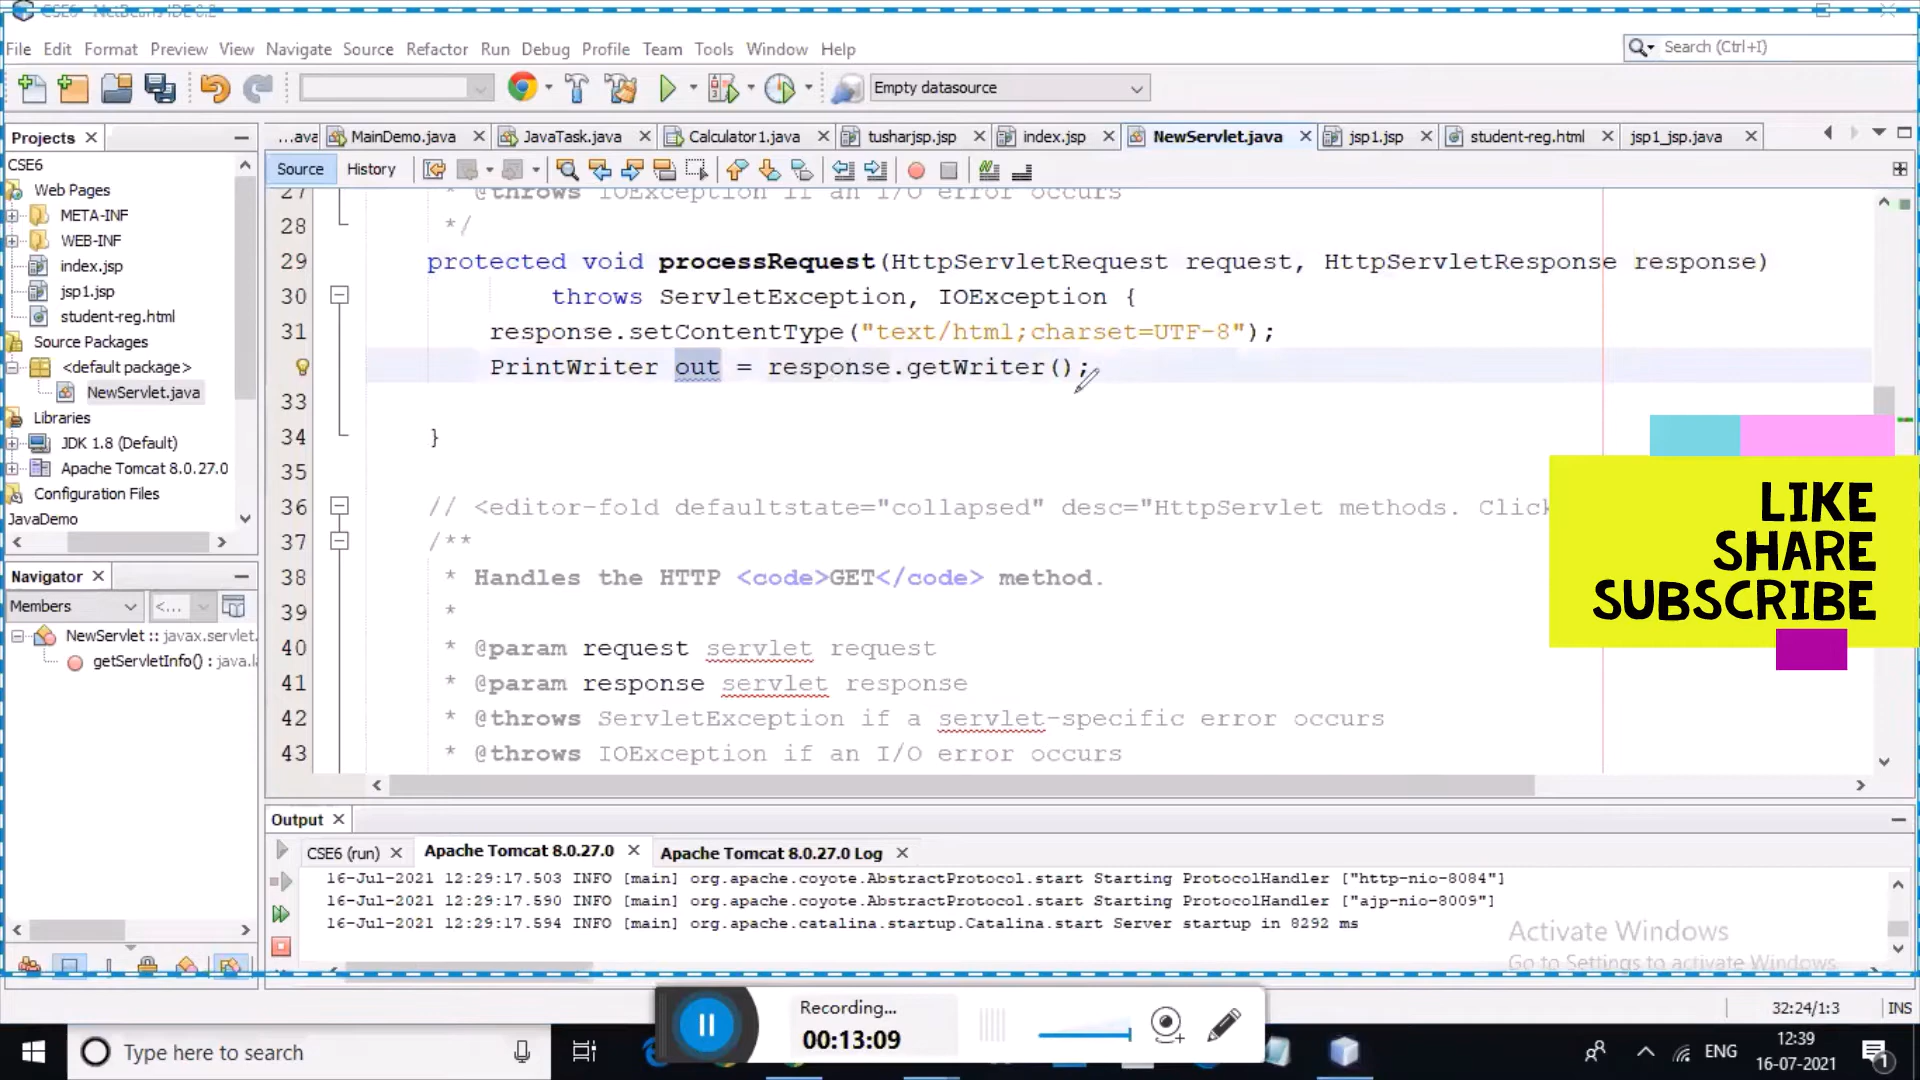 CSE6 - NetBeans IDE 8.2
File Edit Format Preview View Navigate Source Refactor Run Debug Profile Team Tools Window Help
Search (Ctrl+I)
Empty datasource
Projects
...ava MainDemo.java JavaTask.java Calculator1.java tusharjsp.jsp index.jsp NewServlet.java jsp1.jsp student-reg.html jsp1_jsp.java
Source History
CSE6
Web Pages
META-INF
WEB-INF
index.jsp
jsp1.jsp
student-reg.html
Source Packages
<default package>
NewServlet.java
Libraries
JDK 1.8 (Default)
Apache Tomcat 8.0.27.0
Configuration Files
JavaDemo
27 * @throws IOException if an I/O error occurs
28 */
29 protected void processRequest(HttpServletRequest request, HttpServletResponse response)
30 throws ServletException, IOException {
31 response.setContentType("text/html;charset=UTF-8");
PrintWriter out = response.getWriter();
33
34 }
35
36 // <editor-fold defaultstate="collapsed" desc="HttpServlet methods. Click
37 /**
38 * Handles the HTTP <code>GET</code> method.
39 *
40 * @param request servlet request
41 * @param response servlet response
42 * @throws ServletException if a servlet-specific error occurs
43 * @throws IOException if an I/O error occurs
LIKE
SHARE
SUBSCRIBE
Navigator
Members <...
NewServlet :: javax.servlet.
getServletInfo() : java.l
Output
CSE6 (run) Apache Tomcat 8.0.27.0 Apache Tomcat 8.0.27.0 Log
16-Jul-2021 12:29:17.503 INFO [main] org.apache.coyote.AbstractProtocol.start Starting ProtocolHandler ["http-nio-8084"]
16-Jul-2021 12:29:17.590 INFO [main] org.apache.coyote.AbstractProtocol.start Starting ProtocolHandler ["ajp-nio-8009"]
16-Jul-2021 12:29:17.594 INFO [main] org.apache.catalina.startup.Catalina.start Server startup in 8292 ms
Activate Windows
Go to Settings to activate Windows.
Recording...
00:13:09
32:24/1:3 INS
Type here to search
ENG
12:39
16-07-2021
1